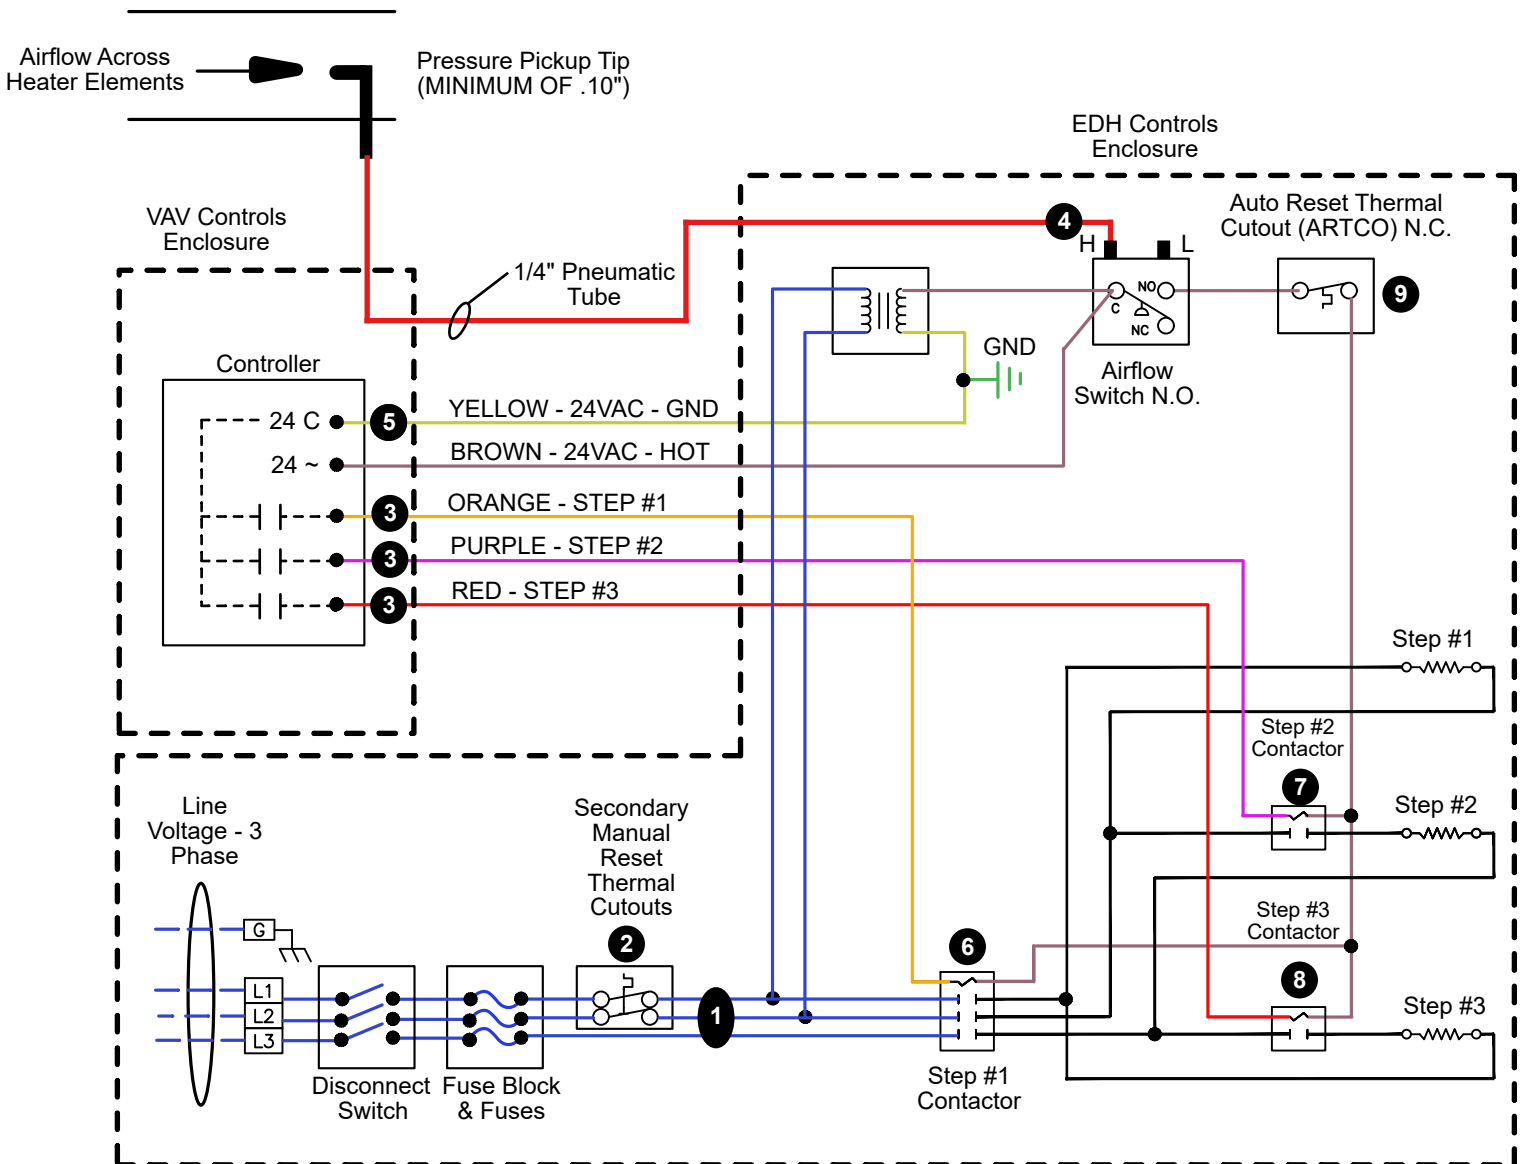 Airflow Across
Heater Elements
Pressure Pickup Tip
(MINIMUM OF .10")
EDH Controls
Enclosure
VAV Controls
Enclosure
1/4" Pneumatic
Tube
4
H
L
Auto Reset Thermal
Cutout (ARTCO) N.C.
C
NO
NC
9
GND
Airflow
Switch N.O.
Controller
24 C
5
YELLOW - 24VAC - GND
24 ~
BROWN - 24VAC - HOT
3
ORANGE - STEP #1
3
PURPLE - STEP #2
3
RED - STEP #3
Step #1
Step #2
Contactor
7
Step #2
Step #3
Contactor
8
Step #3
Line
Voltage - 3
Phase
G
L1
L2
L3
Disconnect
Switch
Fuse Block
& Fuses
Secondary
Manual
Reset
Thermal
Cutouts
2
1
6
Step #1
Contactor